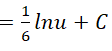 = 1/6 lnu + C